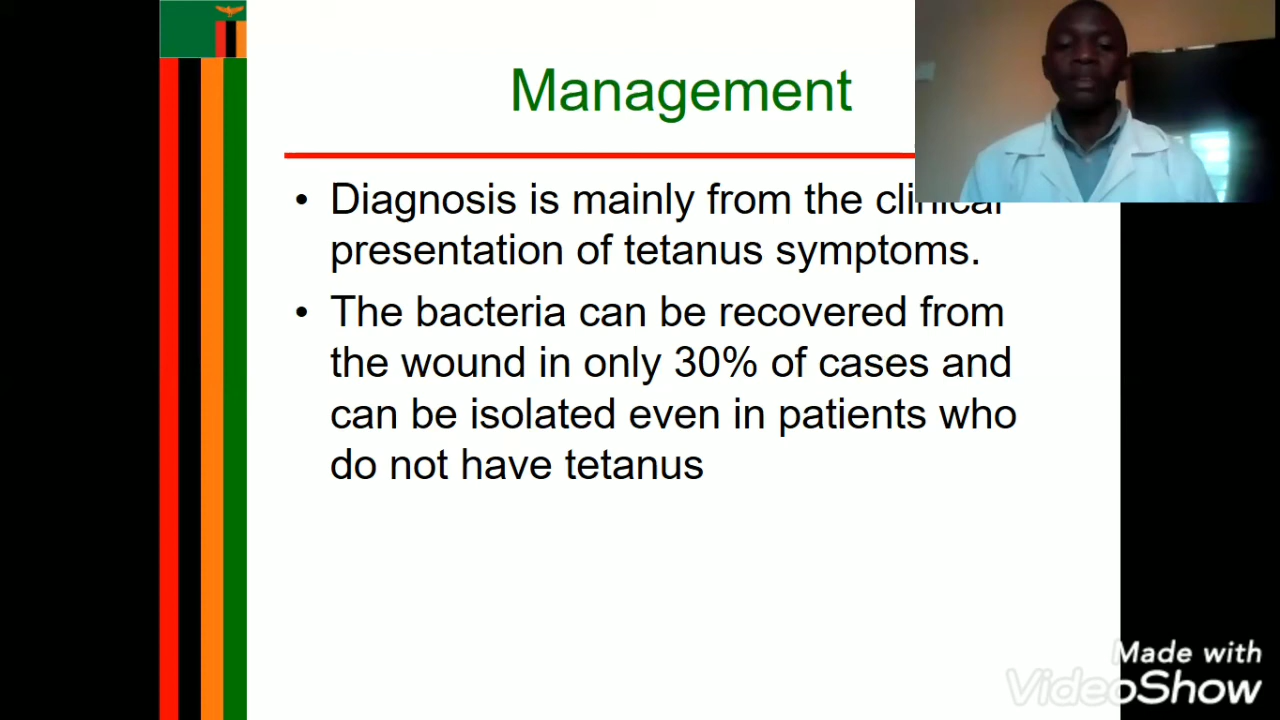 Management
• Diagnosis is mainly from the clinical
presentation of tetanus symptoms.
• The bacteria can be recovered from
the wound in only 30% of cases and
can be isolated even in patients who
do not have tetanus
Made with
VideoShow